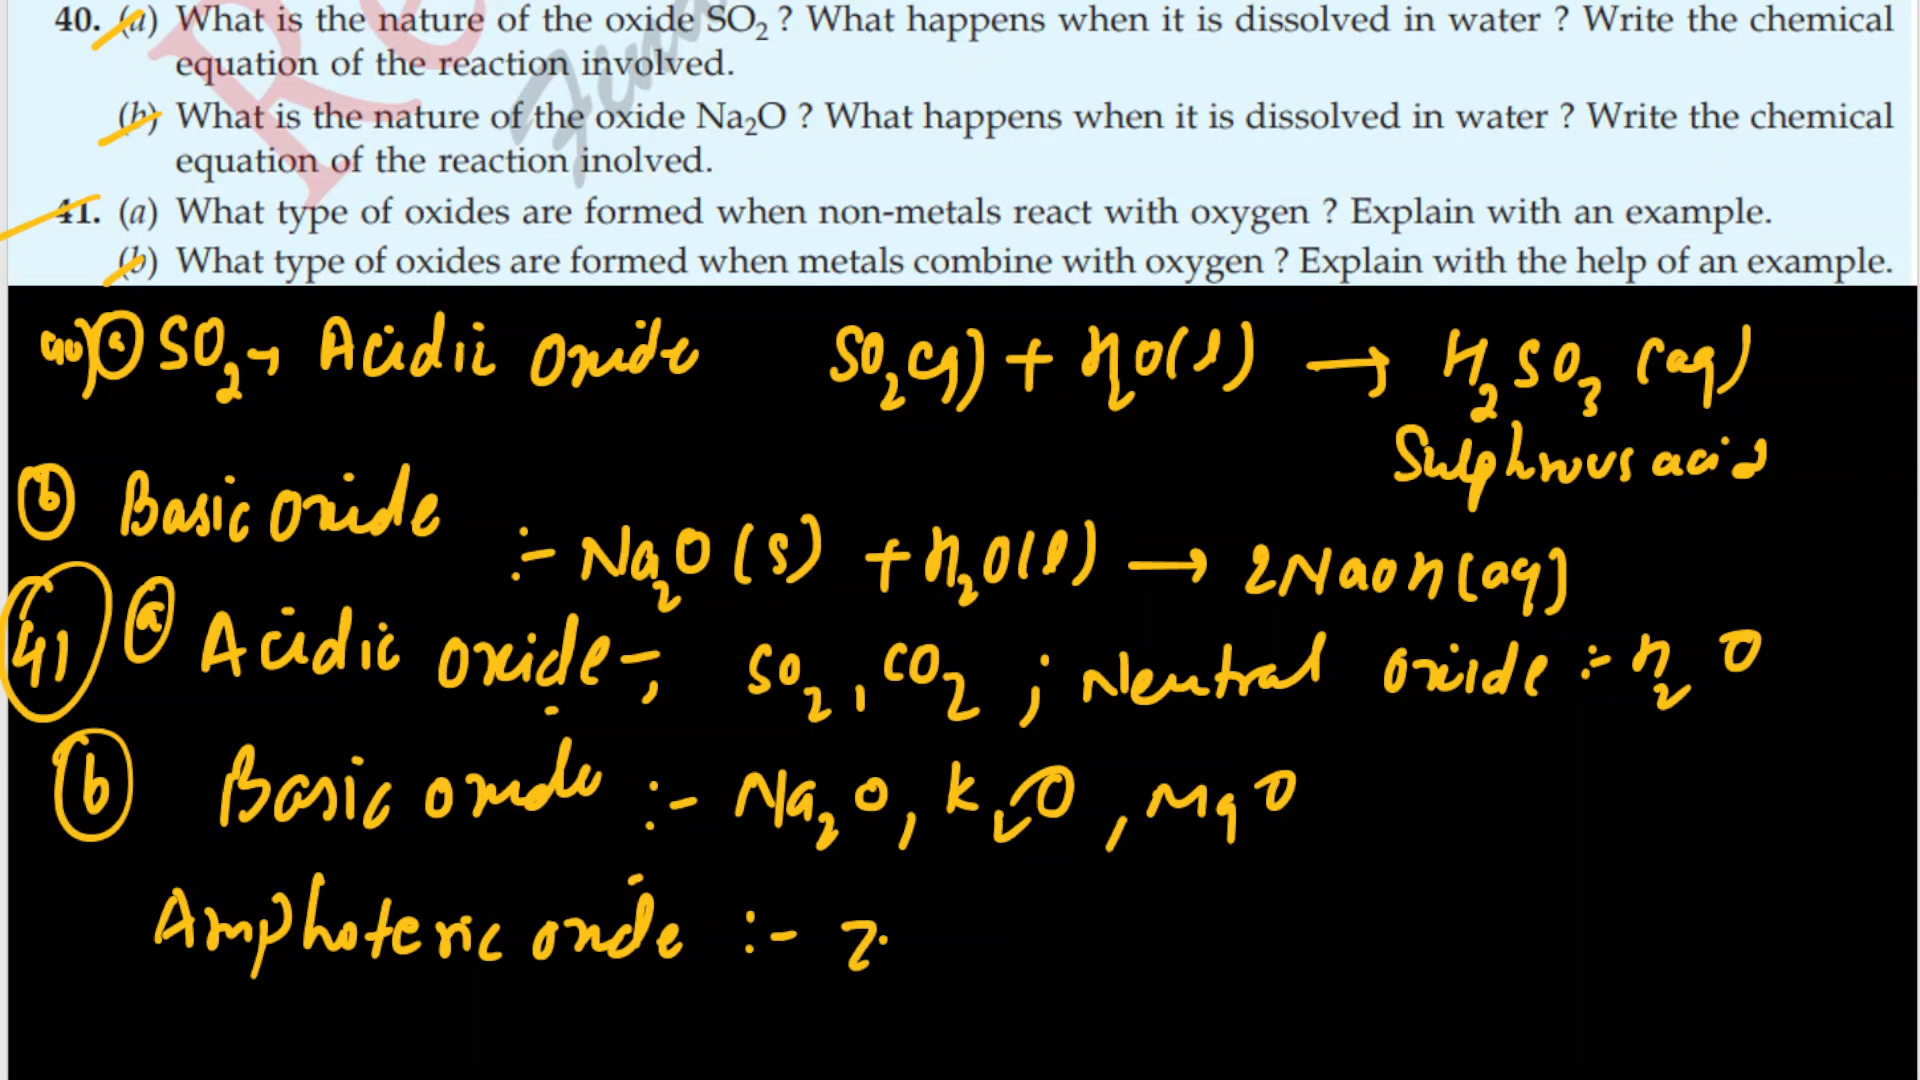 40. (a) What is the nature of the oxide SO₂ ? What happens when it is dissolved in water ? Write the chemical
equation of the reaction involved.
(b) What is the nature of the oxide Na₂O ? What happens when it is dissolved in water ? Write the chemical
equation of the reaction inolved.
41. (a) What type of oxides are formed when non-metals react with oxygen ? Explain with an example.
(b) What type of oxides are formed when metals combine with oxygen ? Explain with the help of an example.
40) (a) SO₂ → Acidic Oxide SO₂(g) + H₂O(l) → H₂SO₃ (aq)
Sulphurous acid
(b) Basic oxide
:- Na₂O (s) + H₂O(l) → 2NaOH(aq)
41) (a) Acidic oxide → SO₂, CO₂ ; Neutral oxide :- H₂O
(b) Basic oxide :- Na₂O, K₂O, MgO
Amphoteric oxide :- Z